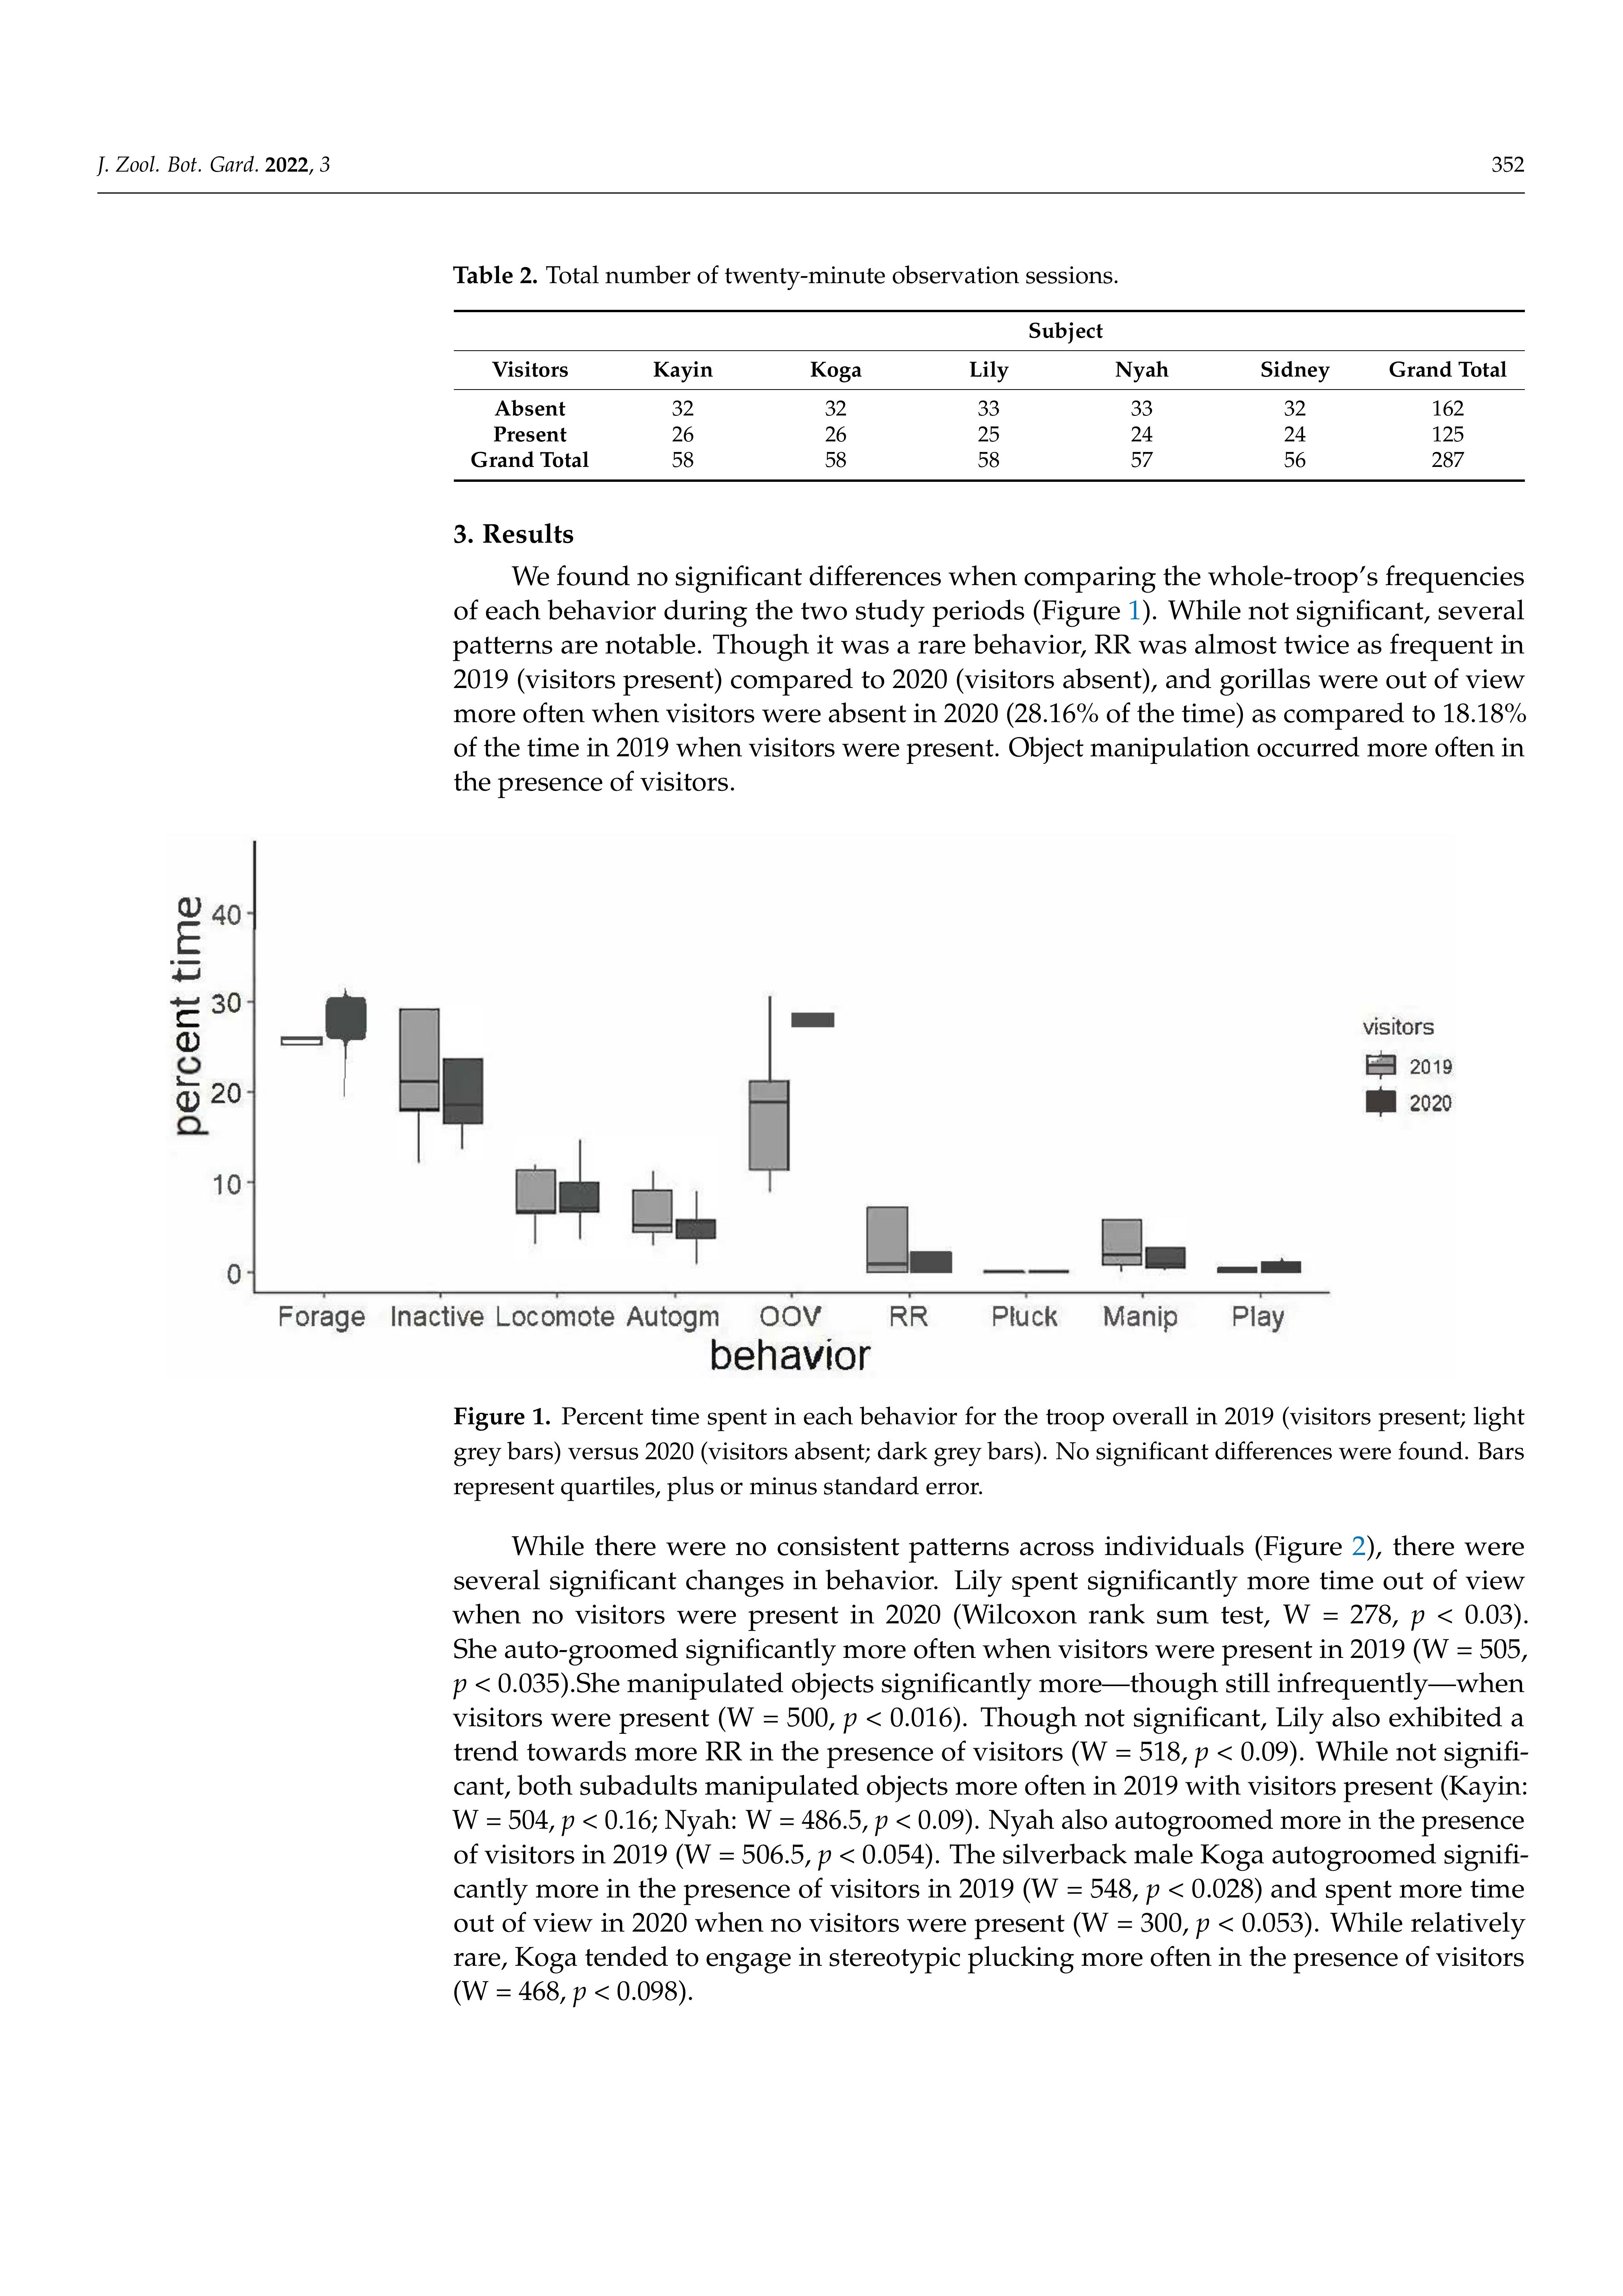 J. Zool. Bot. Gard. 2022, 3 352
Table 2. Total number of twenty-minute observation sessions.
Subject
Visitors Kayin Koga Lily Nyah Sidney Grand Total
Absent 32 32 33 33 32 162
Present 26 26 25 24 24 125
Grand Total 58 58 58 57 56 287
3. Results
We found no significant differences when comparing the whole-troop's frequencies
of each behavior during the two study periods (Figure 1). While not significant, several
patterns are notable. Though it was a rare behavior, RR was almost twice as frequent in
2019 (visitors present) compared to 2020 (visitors absent), and gorillas were out of view
more often when visitors were absent in 2020 (28.16% of the time) as compared to 18.18%
of the time in 2019 when visitors were present. Object manipulation occurred more often in
the presence of visitors.
percent time
40
30
20
10
0
visitors
2019
2020
Forage Inactive Locomote Autogm OOV RR Pluck Manip Play
behavior
Figure 1. Percent time spent in each behavior for the troop overall in 2019 (visitors present; light
grey bars) versus 2020 (visitors absent; dark grey bars). No significant differences were found. Bars
represent quartiles, plus or minus standard error.
While there were no consistent patterns across individuals (Figure 2), there were
several significant changes in behavior. Lily spent significantly more time out of view
when no visitors were present in 2020 (Wilcoxon rank sum test, W = 278, p < 0.03).
She auto-groomed significantly more often when visitors were present in 2019 (W = 505,
p < 0.035).She manipulated objects significantly more—though still infrequently—when
visitors were present (W = 500, p < 0.016). Though not significant, Lily also exhibited a
trend towards more RR in the presence of visitors (W = 518, p < 0.09). While not signifi-
cant, both subadults manipulated objects more often in 2019 with visitors present (Kayin:
W = 504, p < 0.16; Nyah: W = 486.5, p < 0.09). Nyah also autogroomed more in the presence
of visitors in 2019 (W = 506.5, p < 0.054). The silverback male Koga autogroomed signifi-
cantly more in the presence of visitors in 2019 (W = 548, p < 0.028) and spent more time
out of view in 2020 when no visitors were present (W = 300, p < 0.053). While relatively
rare, Koga tended to engage in stereotypic plucking more often in the presence of visitors
(W = 468, p < 0.098).